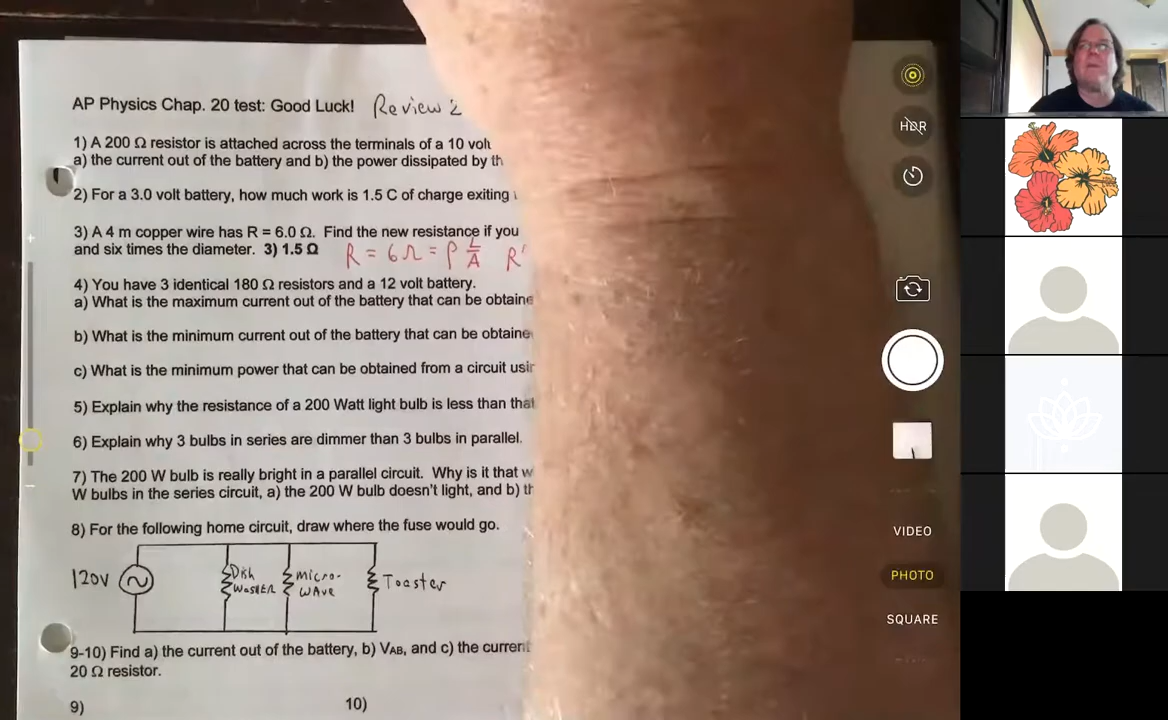 AP Physics Chap. 20 test: Good Luck! Review 2
1) A 200 Ω resistor is attached across the terminals of a 10
a) the current out of the battery and b) the power dissipated by
2) For a 3.0 volt battery, how much work is 1.5 C of charge exiting
3) A 4 m copper wire has R = 6.0 Ω. Find the new resistance if you
and six times the diameter. 3) 1.5 Ω R = 6Ω = ρ L/A R'
4) You have 3 identical 180 Ω resistors and a 12 volt battery.
a) What is the maximum current out of the battery that can be obtaine
b) What is the minimum current out of the battery that can be obtaine
c) What is the minimum power that can be obtained from a circuit
5) Explain why the resistance of a 200 Watt light bulb is less than that
6) Explain why 3 bulbs in series are dimmer than 3 bulbs in parallel.
7) The 200 W bulb is really bright in a parallel circuit. Why is it that
W bulbs in the series circuit, a) the 200 W bulb doesn't light, and b)
8) For the following home circuit, draw where the fuse would go.
120V
Dish
Washer
Micro-
wave
Toaster
9-10) Find a) the current out of the battery, b) VAB, and c) the current
20 Ω resistor.
9) 10)
HDR
VIDEO
PHOTO
SQUARE